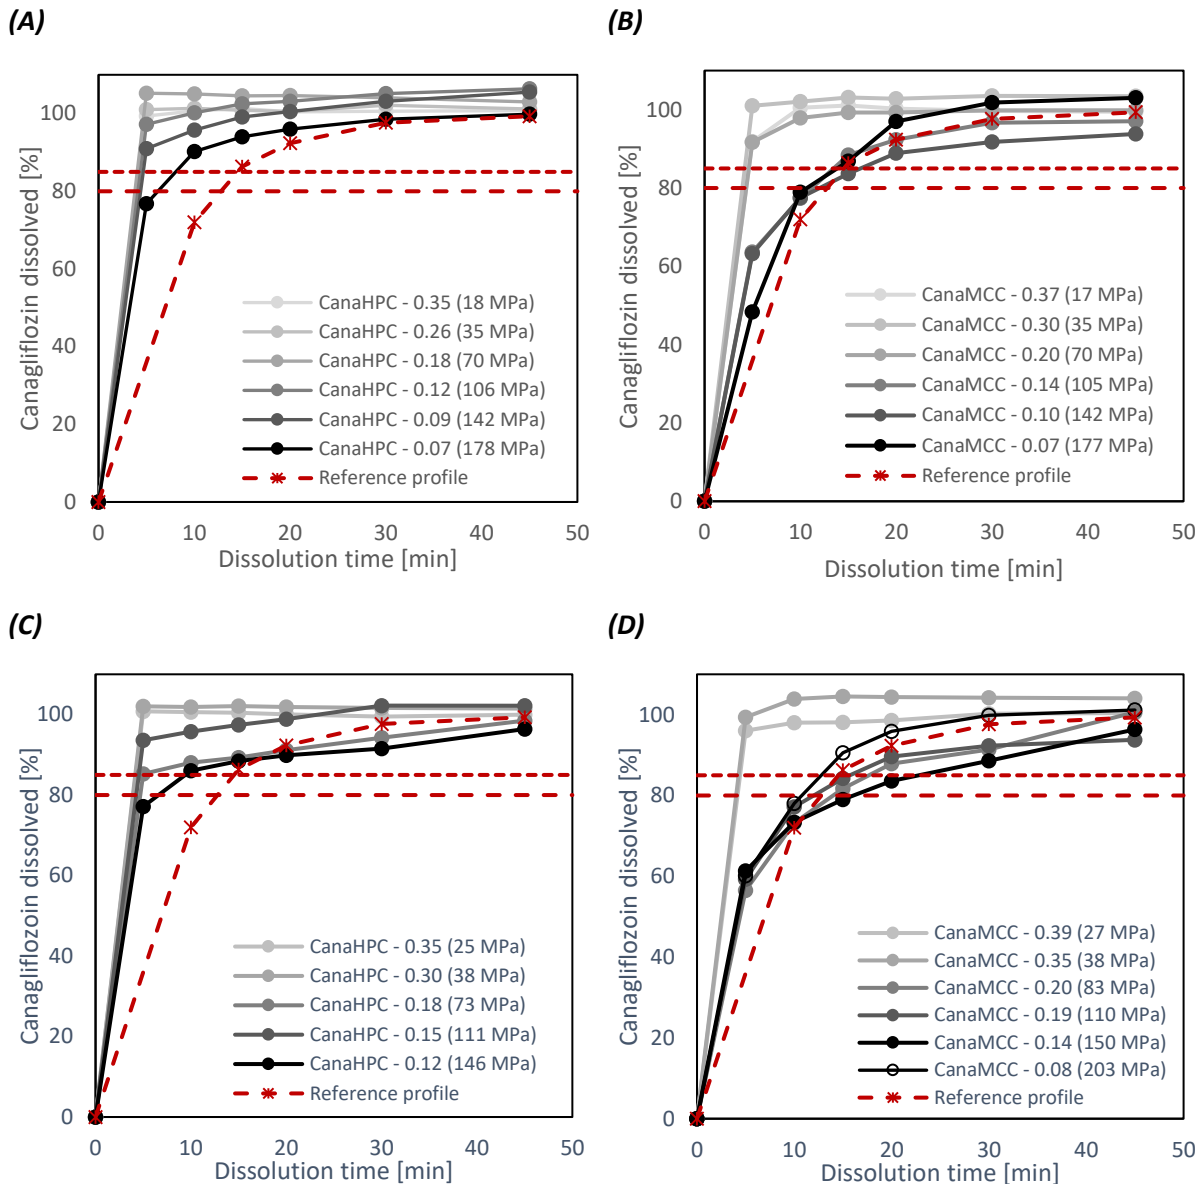 (A)
Canagliflozin dissolved [%]
100
80
60
40
20
0
CanaHPC - 0.35 (18 MPa)
CanaHPC - 0.26 (35 MPa)
CanaHPC - 0.18 (70 MPa)
CanaHPC - 0.12 (106 MPa)
CanaHPC - 0.09 (142 MPa)
CanaHPC - 0.07 (178 MPa)
Reference profile
0 10 20 30 40 50
Dissolution time [min]
(B)
Canagliflozin dissolved [%]
100
80
60
40
20
0
CanaMCC - 0.37 (17 MPa)
CanaMCC - 0.30 (35 MPa)
CanaMCC - 0.20 (70 MPa)
CanaMCC - 0.14 (105 MPa)
CanaMCC - 0.10 (142 MPa)
CanaMCC - 0.07 (177 MPa)
Reference profile
0 10 20 30 40 50
Dissolution time [min]
(C)
Canagliflozoin dissolved [%]
100
80
60
40
20
0
CanaHPC - 0.35 (25 MPa)
CanaHPC - 0.30 (38 MPa)
CanaHPC - 0.18 (73 MPa)
CanaHPC - 0.15 (111 MPa)
CanaHPC - 0.12 (146 MPa)
Reference profile
0 10 20 30 40 50
Dissolution time [min]
(D)
Canagliflozoin dissolved [%]
100
80
60
40
20
0
CanaMCC - 0.39 (27 MPa)
CanaMCC - 0.35 (38 MPa)
CanaMCC - 0.20 (83 MPa)
CanaMCC - 0.19 (110 MPa)
CanaMCC - 0.14 (150 MPa)
CanaMCC - 0.08 (203 MPa)
Reference profile
0 10 20 30 40 50
Dissolution time [min]